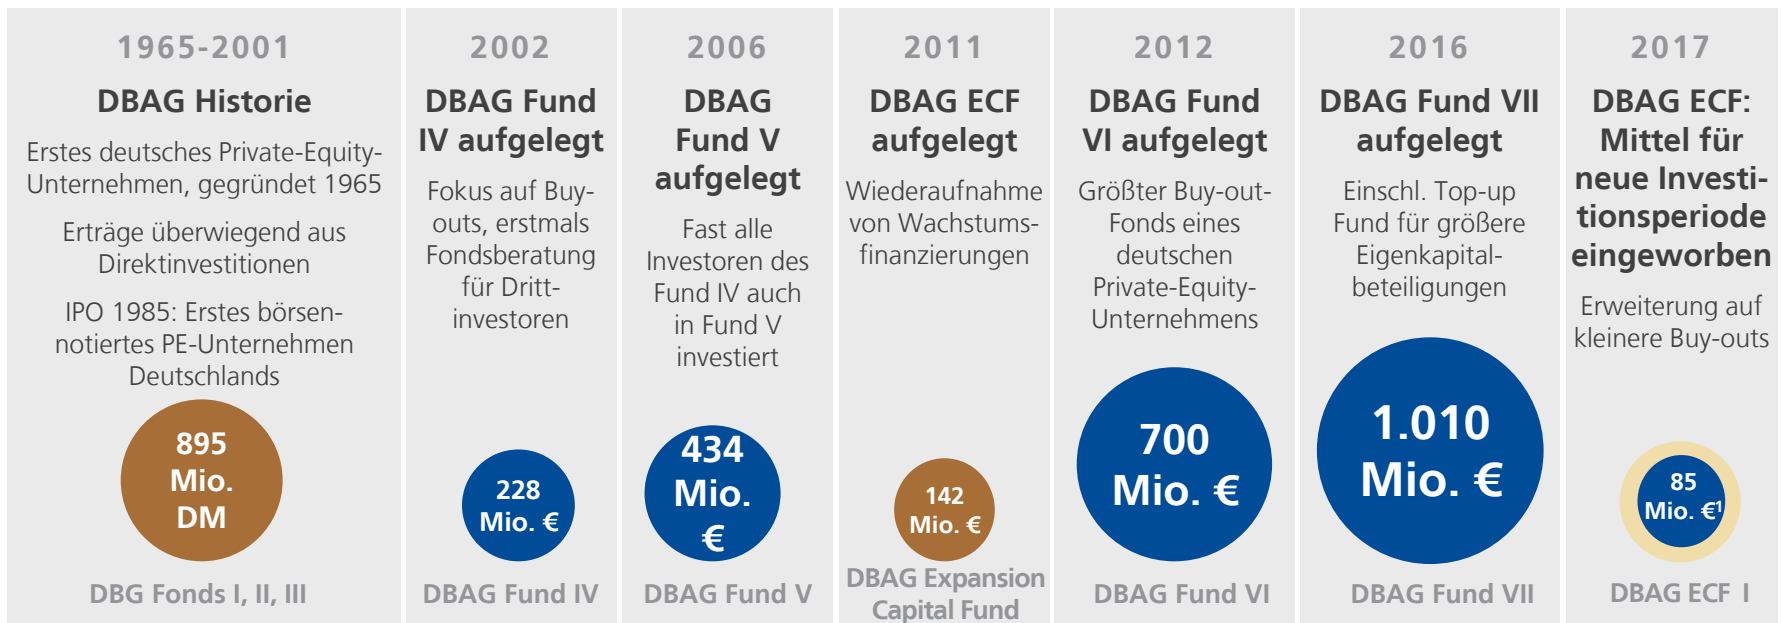 1965-2001
DBAG Historie
Erstes deutsches Private-Equity-
Unternehmen, gegründet 1965
Erträge überwiegend aus
Direktinvestitionen
IPO 1985: Erstes börsen-
notiertes PE-Unternehmen
Deutschlands
895
Mio.
DM
DBG Fonds I, II, III
2002
DBAG Fund
IV aufgelegt
Fokus auf Buy-
outs, erstmals
Fondsberatung
für Dritt-
investoren
228
Mio. €
DBAG Fund IV
2006
DBAG
Fund V
aufgelegt
Fast alle
Investoren des
Fund IV auch
in Fund V
investiert
434
Mio.
€
DBAG Fund V
2011
DBAG ECF
aufgelegt
Wiederaufnahme
von Wachstums-
finanzierungen
142
Mio. €
DBAG Expansion
Capital Fund
2012
DBAG Fund
VI aufgelegt
Größter Buy-out-
Fonds eines
deutschen
Private-Equity-
Unternehmens
700
Mio. €
DBAG Fund VI
2016
DBAG Fund VII
aufgelegt
Einschl. Top-up
Fund für größere
Eigenkapital-
beteiligungen
1.010
Mio. €
DBAG Fund VII
2017
DBAG ECF:
Mittel für
neue Investi-
tionsperiode
eingeworben
Erweiterung auf
kleinere Buy-outs
85
Mio. €¹
DBAG ECF I